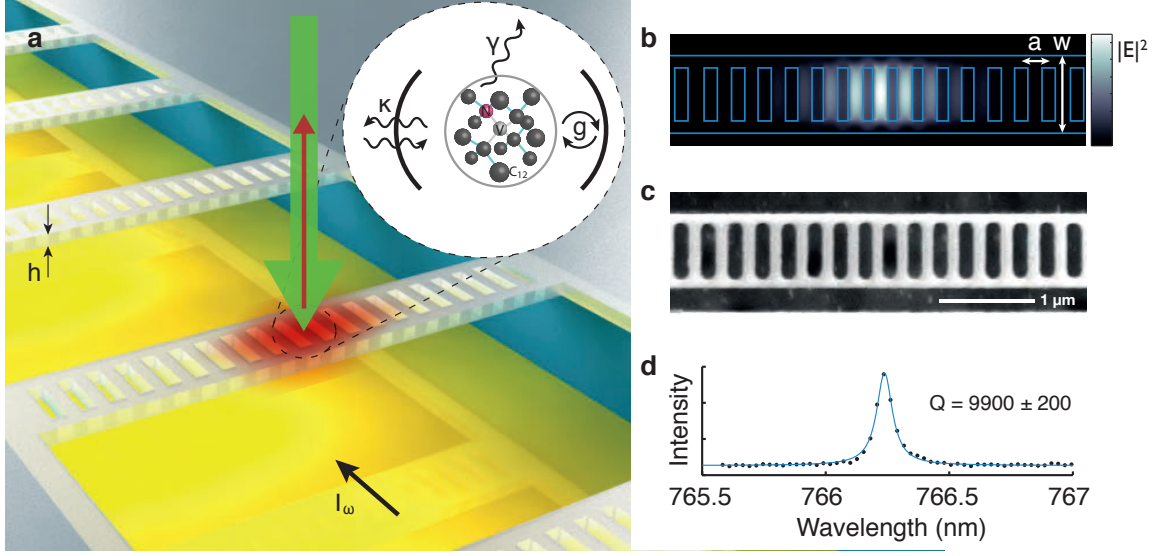 a
γ
κ
N
V
g
C12
h
Iω
b
a
w
|E|²
c
1 µm
d
Q = 9900 ± 200
Intensity
765.5
766
766.5
767
Wavelength (nm)